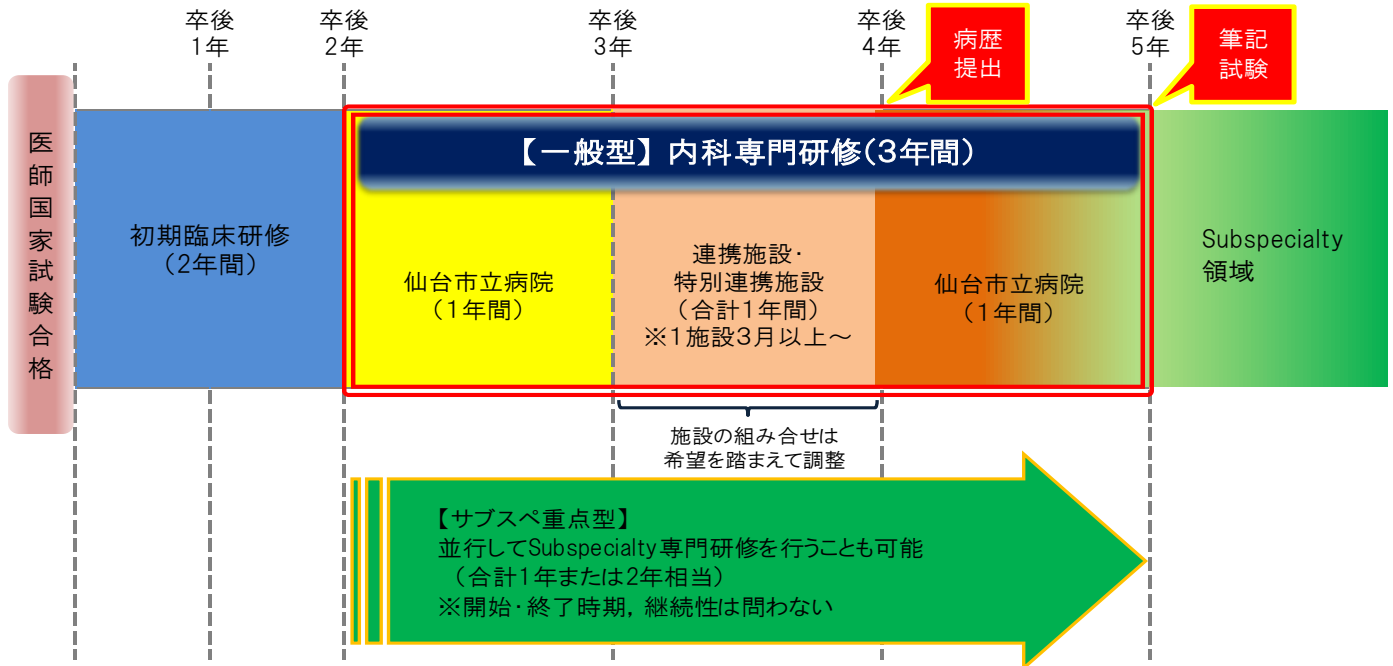 卒後
1年
卒後
2年
卒後
3年
卒後
4年
病歴
提出
卒後
5年
筆記
試験
医師国家試験合格
【一般型】内科専門研修(3年間)
初期臨床研修
(2年間)
仙台市立病院
(1年間)
連携施設・
特別連携施設
(合計1年間)
※1施設3月以上～
仙台市立病院
(1年間)
Subspecialty
領域
施設の組み合せは
希望を踏まえて調整
【サブスペ重点型】
並行してSubspecialty専門研修を行うことも可能
(合計1年または2年相当)
※開始・終了時期，継続性は問わない